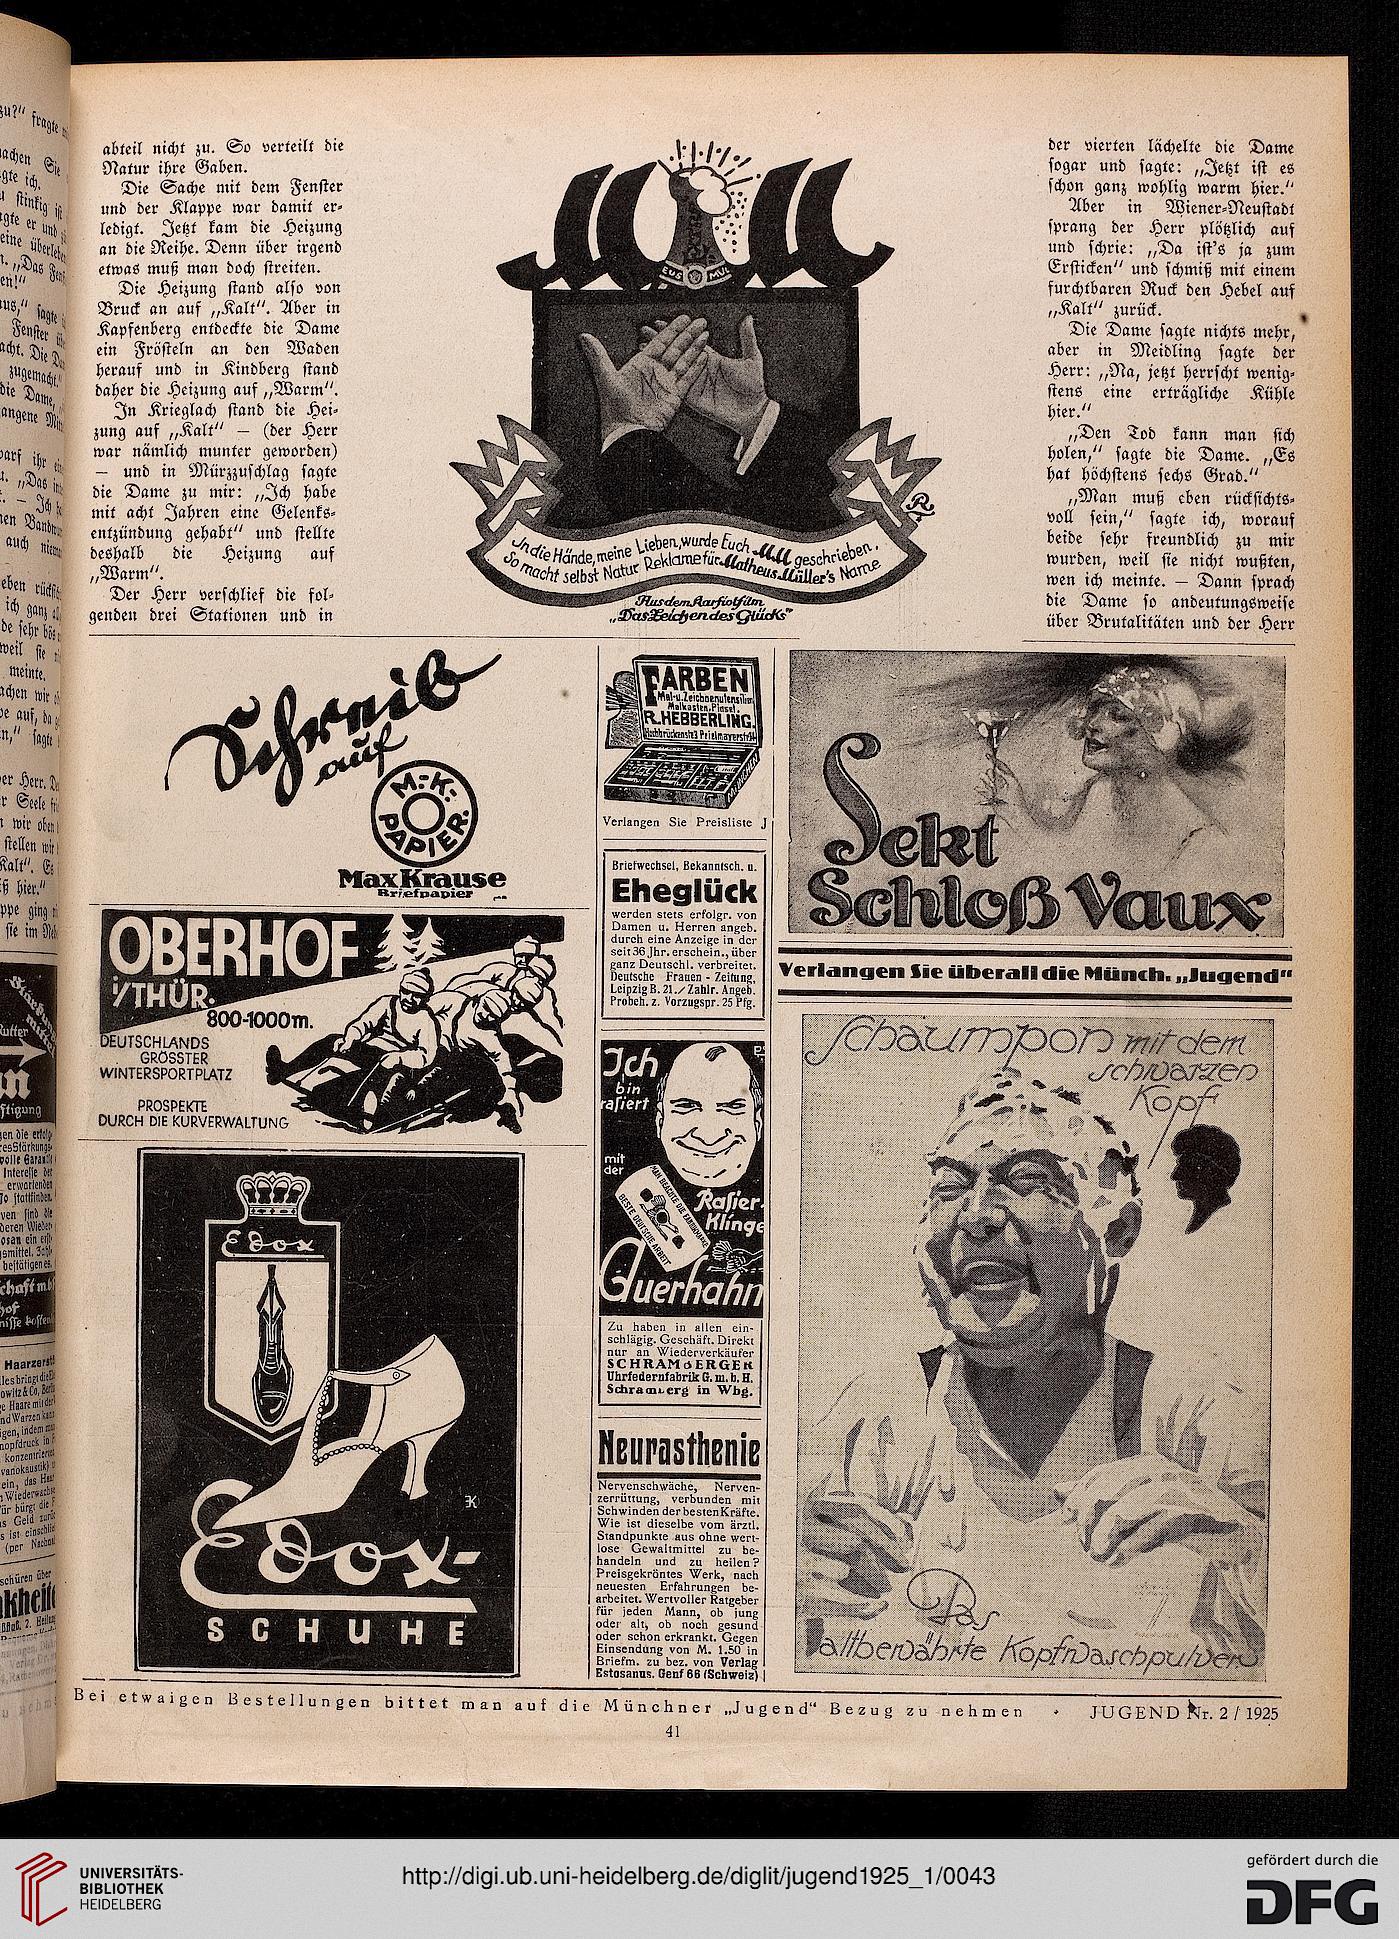 abteil nicht zu. So verteilt die
Natur ihre Gaben.
Die Sache mit dem Fenster
und der Klappe war damit er-
ledigt. Jetzt kam die Heizung
an die Reihe. Denn über irgend
etwas muß man doch streiten.
Die Heizung stand also von
Bruck an auf „Kalt“. Aber in
Kapfenberg entdeckte die Dame
ein Frösteln an den Waden
herauf und in Kindberg stand
daher die Heizung auf „Warm“.
In Krieglach stand die Hei-
zung auf „Kalt“ — (der Herr
war nämlich munter geworden)
— und in Mürzzuschlag sagte
die Dame zu mir: „Ich habe
mit acht Jahren eine Gelenks-
entzündung gehabt“ und stellte
deshalb die Heizung auf
„Warm“.
Der Herr verschlief die fol-
genden drei Stationen und in
M M
EUS MUL
M M
In die Hände, meine Lieben, wurde Euch M.M. geschrieben.
So macht selbst Natur Reklame für Matheus Müller's Name
Aus dem Karfiolfilm
„Das Zeichen des Glücks“
der vierten lächelte die Dame
sogar und sagte: „Jetzt ist es
schon ganz wohlig warm hier.“
Aber in Wiener-Neustadt
sprang der Herr plötzlich auf
und schrie: „Da ist's ja zum
Ersticken“ und schmiß mit einem
furchtbaren Ruck den Hebel auf
„Kalt“ zurück.
Die Dame sagte nichts mehr,
aber in Meidling sagte der
Herr: „Na, jetzt herrscht wenig-
stens eine erträgliche Kühle
hier.“
„Den Tod kann man sich
holen,“ sagte die Dame. „Es
hat höchstens sechs Grad.“
„Man muß eben rücksichts-
voll sein,“ sagte ich, worauf
beide sehr freundlich zu mir
wurden, weil sie nicht wußten,
wen ich meinte. — Dann sprach
die Dame so andeutungsweise
über Brutalitäten und der Herr
Schreib
auf
M.-K.-
PAPIER
Max Krause
Briefpapier
OBERHOF
i/THÜR.
800-1000m.
DEUTSCHLANDS
GRÖSSTER
WINTERSPORTPLATZ
PROSPEKTE
DURCH DIE KURVERWALTUNG
Edox
Edox-
SCHUHE
FARBEN
Mal-u. Zeichnenutensilien
Malkasten, Pinsel.
R. HEBBERLING.
Verlangen Sie Preisliste J
Briefwechsel, Bekanntsch. u.
Eheglück
werden stets erfolgr. von
Damen u. Herren angeb.
durch eine Anzeige in der
seit 36 Jhr. erschein., über
ganz Deutschl. verbreitet.
Deutsche Frauen - Zeitung,
Leipzig B. 21. / Zahlr. Angeb.
Probeh. z. Vorzugspr. 25 Pfg.
Ich
bin
rasiert
mit
der
MAN BEACHTE DIE FABRIKMARKE
BESTE DEUTSCHE ARBEIT
Rasier-
Klinge
Auerhahn
Zu haben in allen ein-
schlägig. Geschäft. Direkt
nur an Wiederverkäufer
SCHRAMBERGER
Uhrfedernfabrik G. m. b. H.
Schramberg in Wbg.
Neurasthenie
Nervenschwäche, Nerven-
zerrüttung, verbunden mit
Schwinden der besten Kräfte.
Wie ist dieselbe vom ärztl.
Standpunkte aus ohne wert-
lose Gewaltmittel zu be-
handeln und zu heilen?
Preisgekröntes Werk, nach
neuesten Erfahrungen be-
arbeitet. Wertvoller Ratgeber
für jeden Mann, ob jung
oder alt, ob noch gesund
oder schon erkrankt. Gegen
Einsendung von M. 1.50 in
Briefm. zu bez. von Verlag
Estosanus. Genf 66 (Schweiz)
Sekt
Schloß Vaux
Verlangen Sie überall die Münch. „Jugend“
Schaumpon mit dem
schwarzen
Kopf
Das
altbewährte Kopfwaschpulver
Bei etwaigen Bestellungen bittet man auf die Münchner „Jugend“ Bezug zu nehmen • JUGEND Nr. 2 / 1925
41
UNIVERSITÄTS-
BIBLIOTHEK
HEIDELBERG
http://digi.ub.uni-heidelberg.de/diglit/jugend1925_1/0043
gefördert durch die
DFG